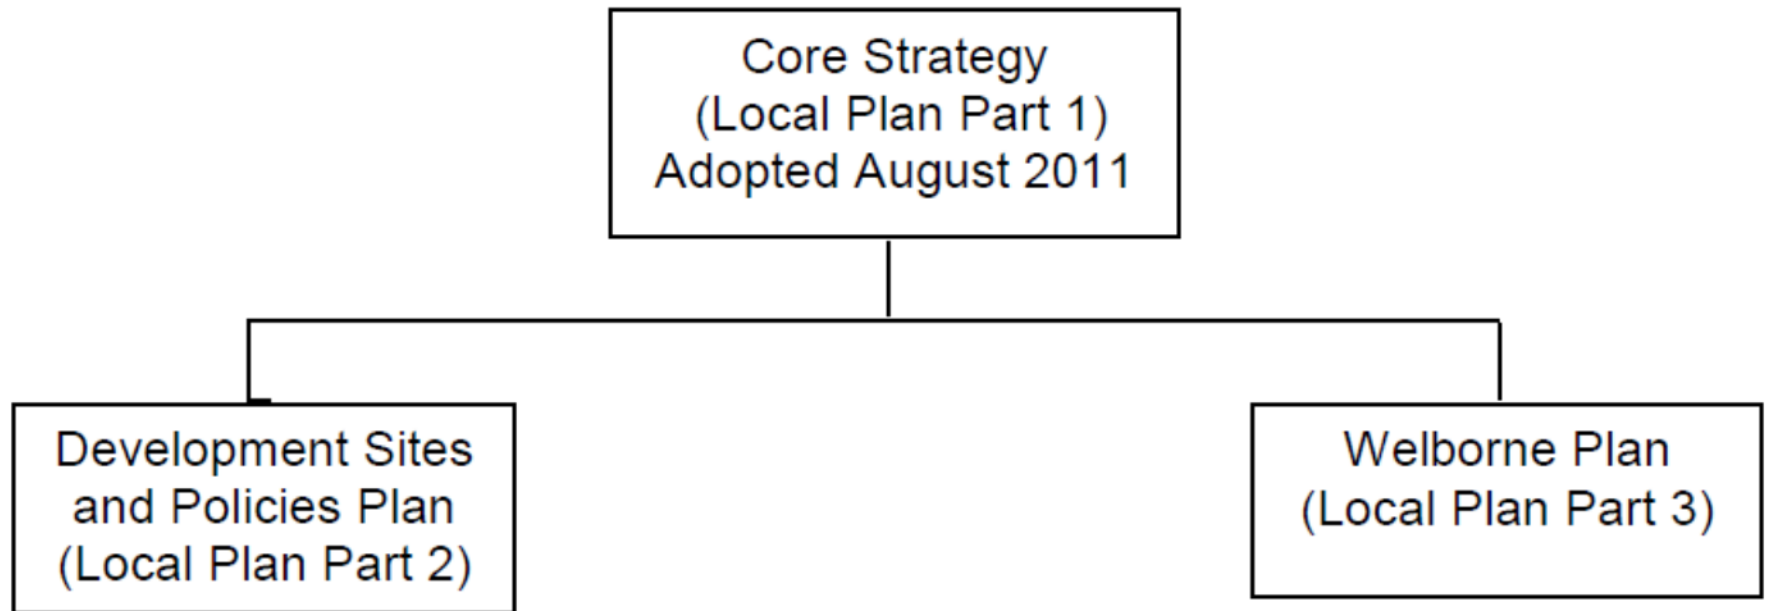 Core Strategy
(Local Plan Part 1)
Adopted August 2011
Development Sites
and Policies Plan
(Local Plan Part 2)
Welborne Plan
(Local Plan Part 3)